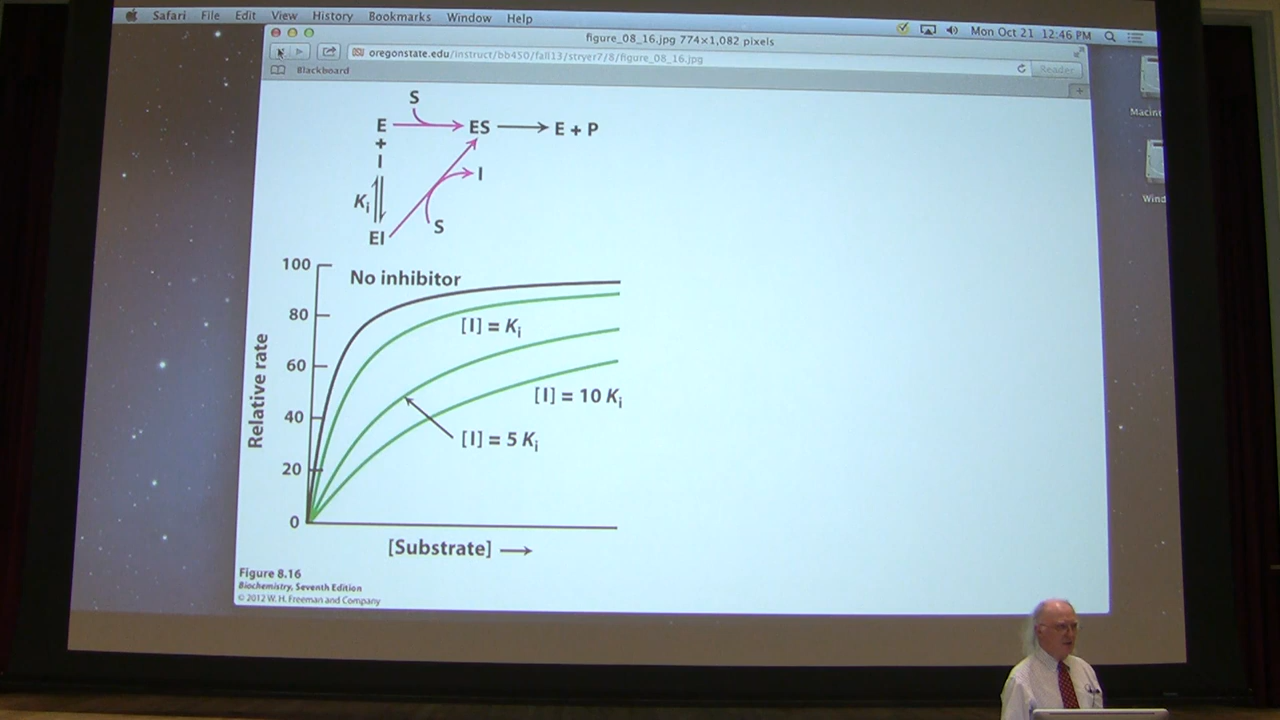 Safari File Edit View History Bookmarks Window Help
Mon Oct 21 12:46 PM
figure_08_16.jpg 774×1,082 pixels
oregonstate.edu/instruct/bb450/fall13/stryer7/8/figure_08_16.jpg
Reader
Blackboard
Macint
Wind
S
E ES E + P
+
I
I
Ki
S
EI
100
No inhibitor
80
[I] = Ki
60
[I] = 10 Ki
40
[I] = 5 Ki
20
0
Relative rate
[Substrate]
Figure 8.16
Biochemistry, Seventh Edition
© 2012 W. H. Freeman and Company